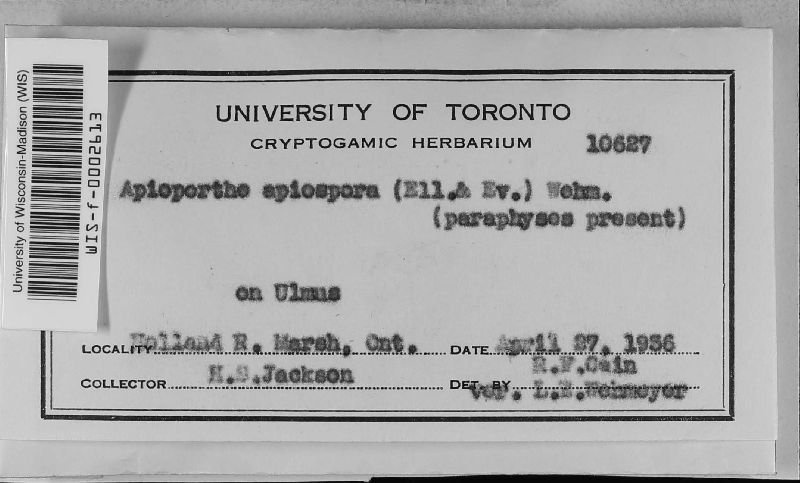 University of Wisconsin-Madison (WIS)
WIS-f-0002613
UNIVERSITY OF TORONTO
CRYPTOGAMIC HERBARIUM 10627
Apioporthe apiospora (Ell.& Ev.) Wehm.
(paraphyses present)
on Ulmus
LOCALITY Holland R. Marsh, Ont. DATE April 27, 1936
COLLECTOR H.S.Jackson DET. BY R.F.Cain
ver. L.E.Wehmeyer